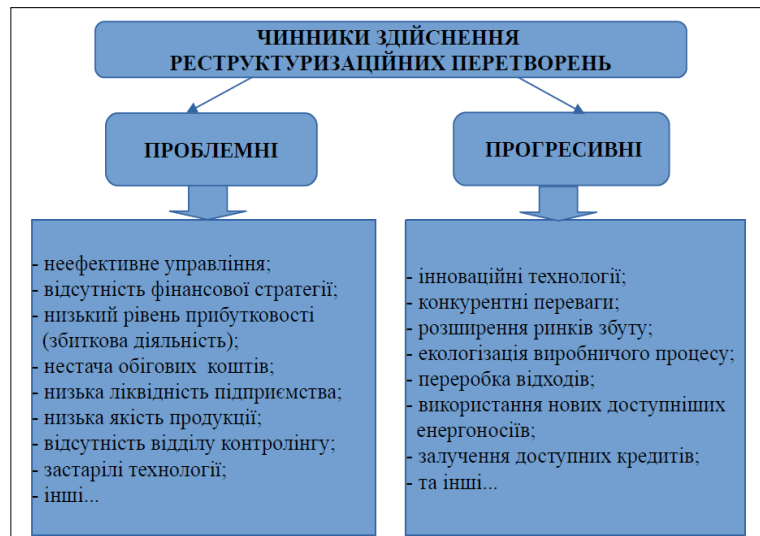 ЧИННИКИ ЗДІЙСНЕННЯ
РЕСТРУКТУРИЗАЦІЙНИХ ПЕРЕТВОРЕНЬ
ПРОБЛЕМНІ
- неефективне управління;
- відсутність фінансової стратегії;
- низький рівень прибутковості
(збиткова діяльність);
- нестача обігових коштів;
- низька ліквідність підприємства;
- низька якість продукції;
- відсутність відділу контролінгу;
- застарілі технології;
- інші...
ПРОГРЕСИВНІ
- інноваційні технології;
- конкурентні переваги;
- розширення ринків збуту;
- екологізація виробничого процесу;
- переробка відходів;
- використання нових доступніших
енергоносіїв;
- залучення доступних кредитів;
- та інші...